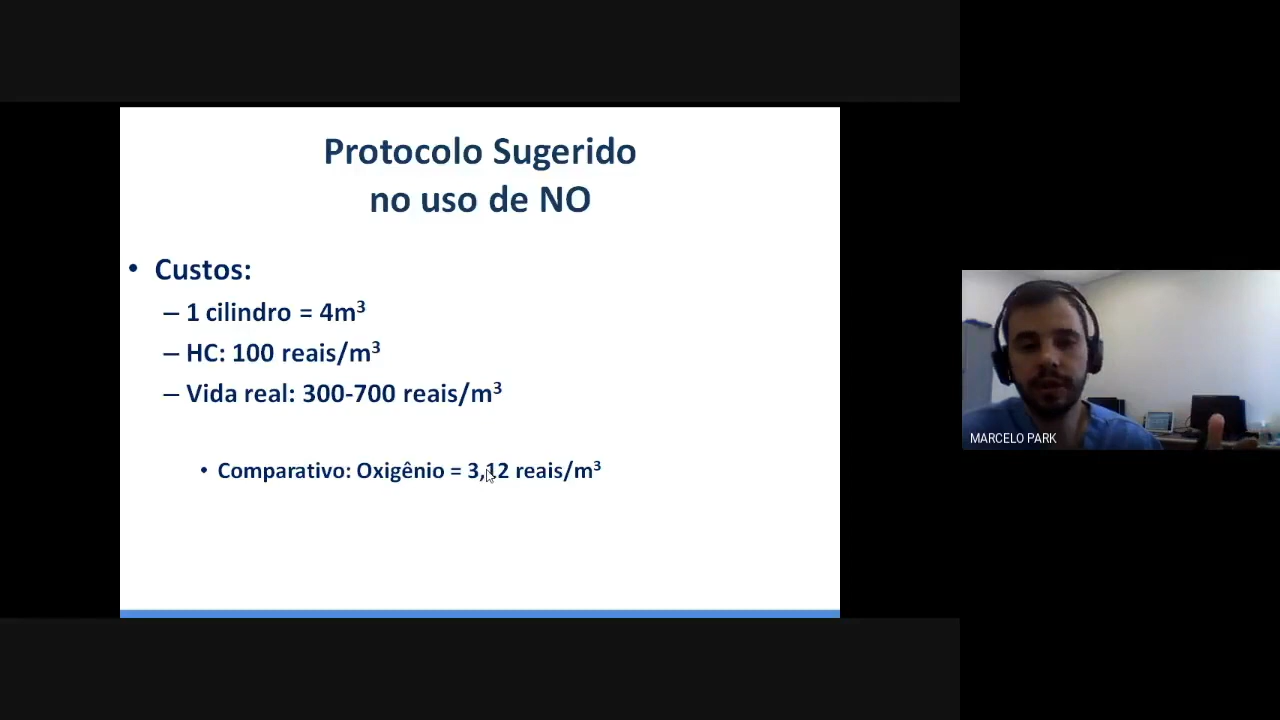 Protocolo Sugerido
no uso de NO
• Custos:
– 1 cilindro = 4m³
– HC: 100 reais/m³
– Vida real: 300-700 reais/m³
• Comparativo: Oxigênio = 3,12 reais/m³
MARCELO PARK